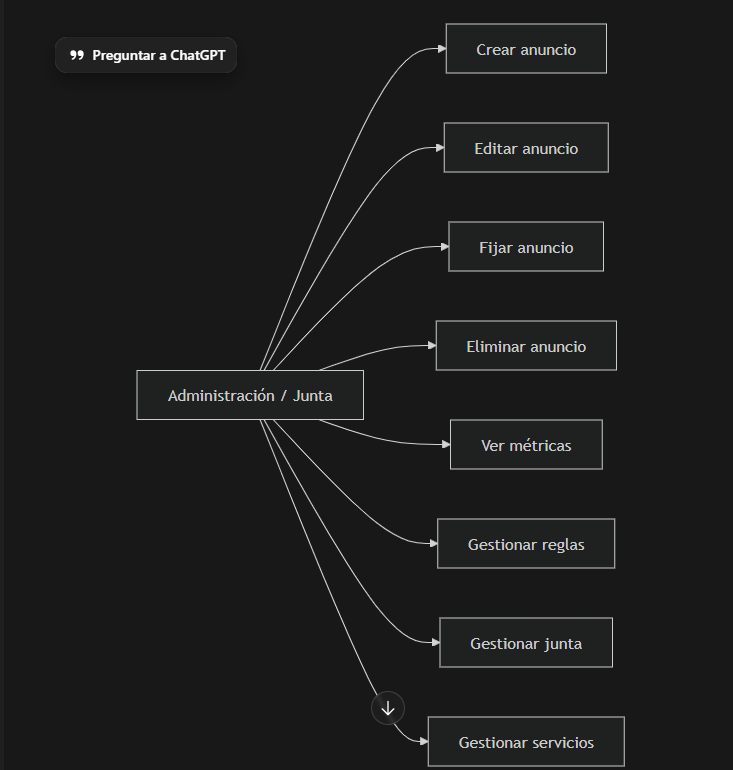 Preguntar a ChatGPT
Crear anuncio
Editar anuncio
Fijar anuncio
Eliminar anuncio
Administración / Junta
Ver métricas
Gestionar reglas
Gestionar junta
Gestionar servicios